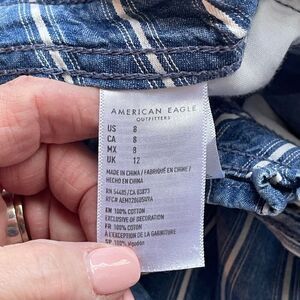 AMERICAN EAGLE
OUTFITTERS
US 8
CA 8
MX 8
UK 12
MADE IN CHINA / FABRIQUÉ EN CHINE /
HECHO EN CHINA
RN 54485/CA 03873
EN 100% COTTON
EXCLUSIVE OF DECORATION
FR 100% COTON
A L'EXCEPTION DE LA GARNITURE
SP 100% Algodón